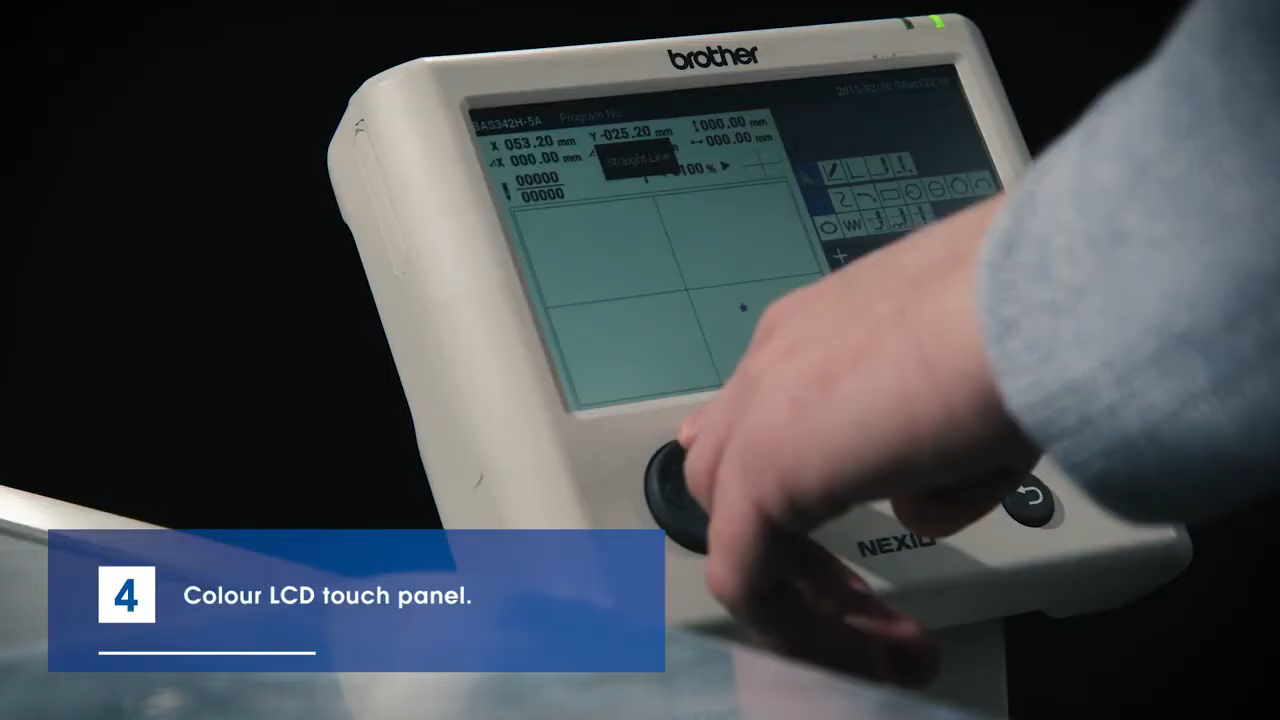 brother
BAS342H-5A Program No.
X 053.20 mm Y -025.20 mm 000.00 mm
X 000.00 mm 000.00 mm
Straight Line
100 %
00000
00000
NEXIO
4 Colour LCD touch panel.